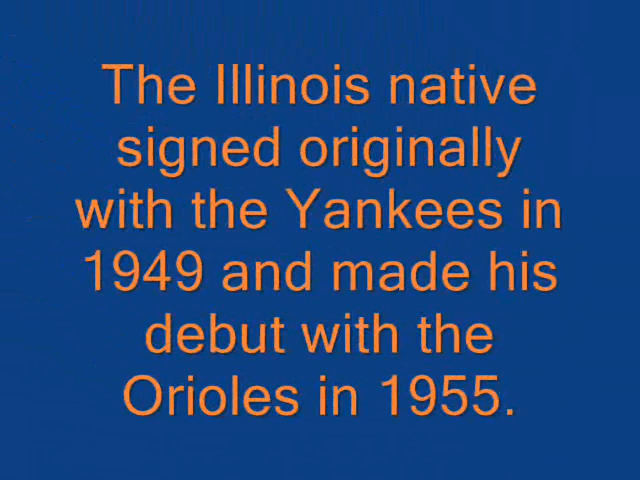 The Illinois native
signed originally
with the Yankees in
1949 and made his
debut with the
Orioles in 1955.